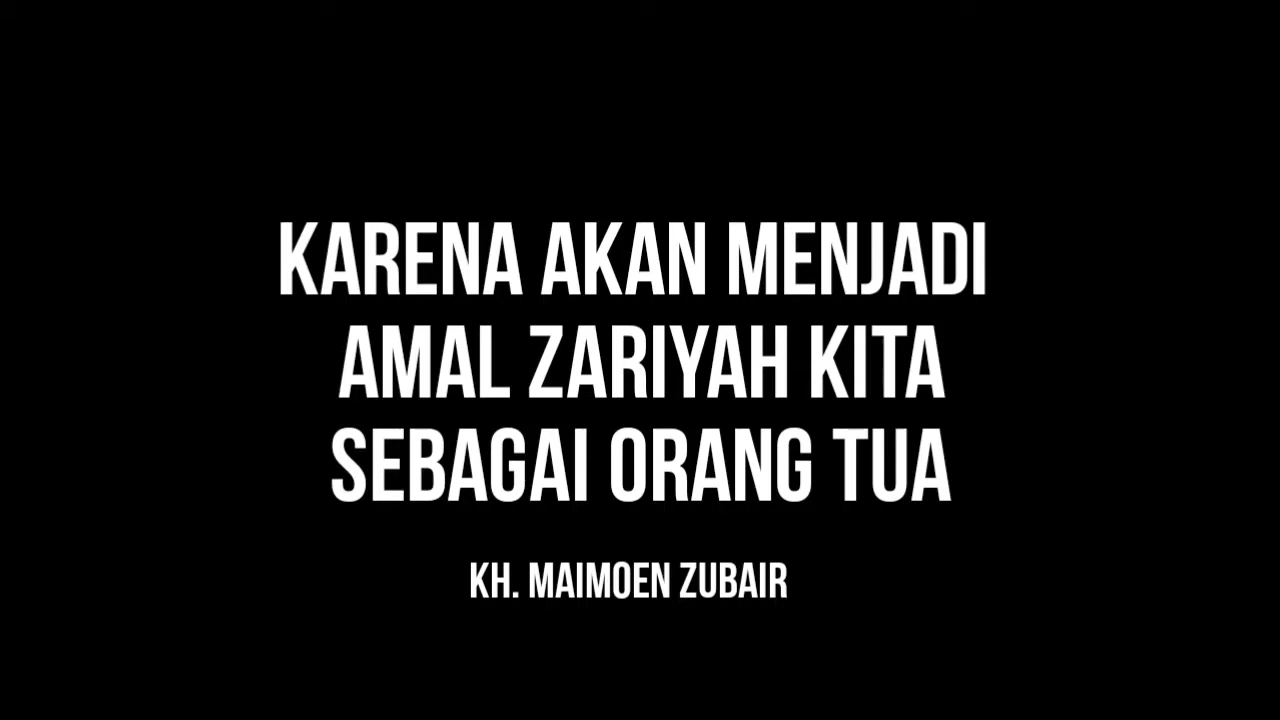 KARENA AKAN MENJADI
AMAL ZARIYAH KITA
SEBAGAI ORANG TUA
KH. MAIMOEN ZUBAIR